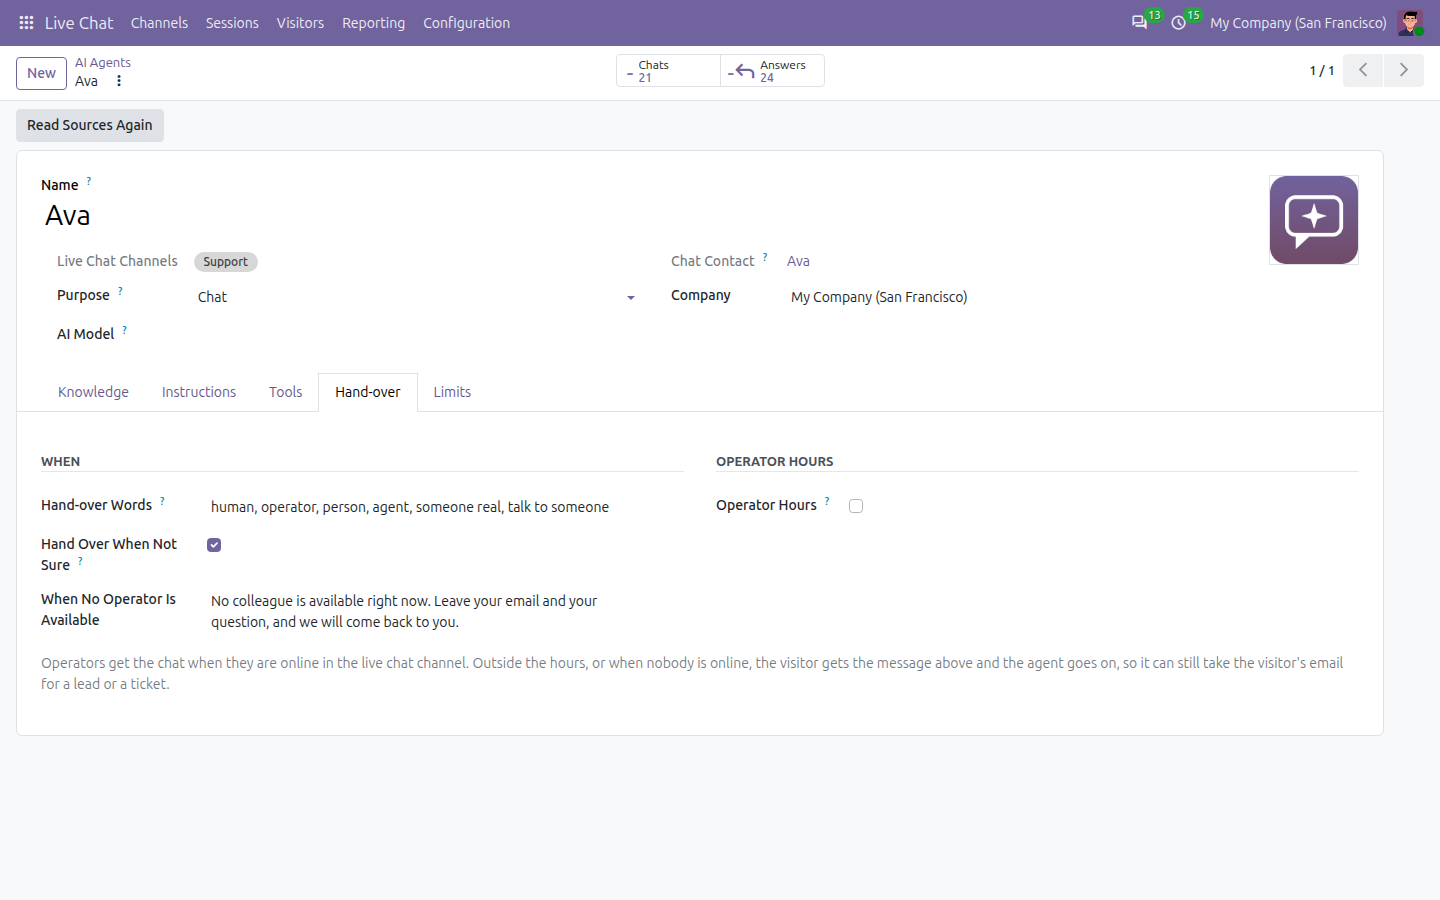 Live Chat Channels Sessions Visitors Reporting Configuration 13 15 My Company (San Francisco)
New
AI Agents
Ava
Chats
21
Answers
24
1 / 1
Read Sources Again
Name ?
Ava
Live Chat Channels Support
Chat Contact ? Ava
Purpose ? Chat
Company My Company (San Francisco)
AI Model ?
Knowledge Instructions Tools Hand-over Limits
WHEN
OPERATOR HOURS
Hand-over Words ? human, operator, person, agent, someone real, talk to someone
Operator Hours ?
Hand Over When Not
Sure ?
When No Operator Is
Available
No colleague is available right now. Leave your email and your
question, and we will come back to you.
Operators get the chat when they are online in the live chat channel. Outside the hours, or when nobody is online, the visitor gets the message above and the agent goes on, so it can still take the visitor's email
for a lead or a ticket.